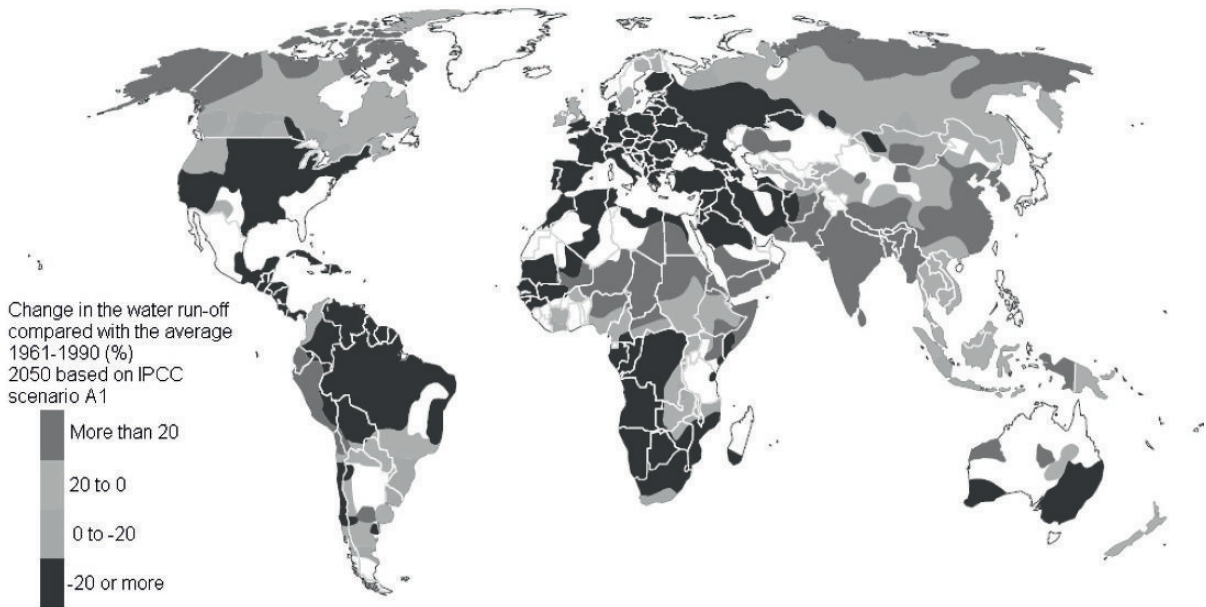 Change in the water run-off
compared with the average
1961-1990 (%)
2050 based on IPCC
scenario A1
More than 20
20 to 0
0 to -20
-20 or more